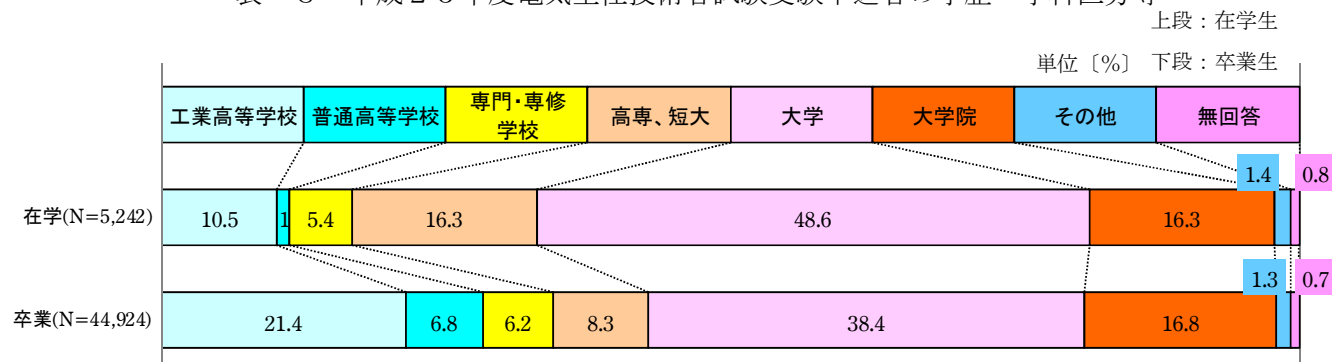 上段：在学生
単位〔％〕 下段：卒業生
工業高等学校 普通高等学校 専門・専修 学校 高専、短大 大学 大学院 その他 無回答
1.4 0.8
在学(N=5,242) 10.5 1 5.4 16.3 48.6 16.3
1.3 0.7
卒業(N=44,924) 21.4 6.8 6.2 8.3 38.4 16.8